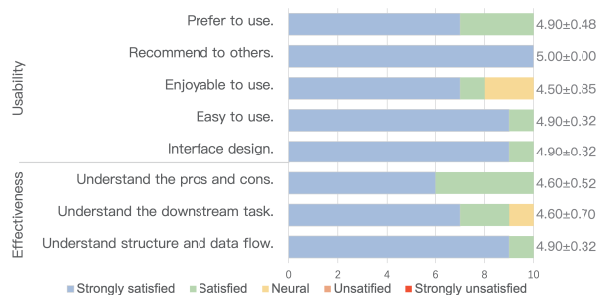 Usability
Prefer to use.
4.90±0.48
Recommend to others.
5.00±0.00
Enjoyable to use.
4.50±0.85
Easy to use.
4.90±0.32
Interface design.
4.90±0.32
Effectiveness
Understand the pros and cons.
4.60±0.52
Understand the downstream task.
4.60±0.70
Understand structure and data flow.
4.90±0.32
0 2 4 6 8 10
Strongly satisfied Satisfied Neural Unsatified Strongly unsatisfied